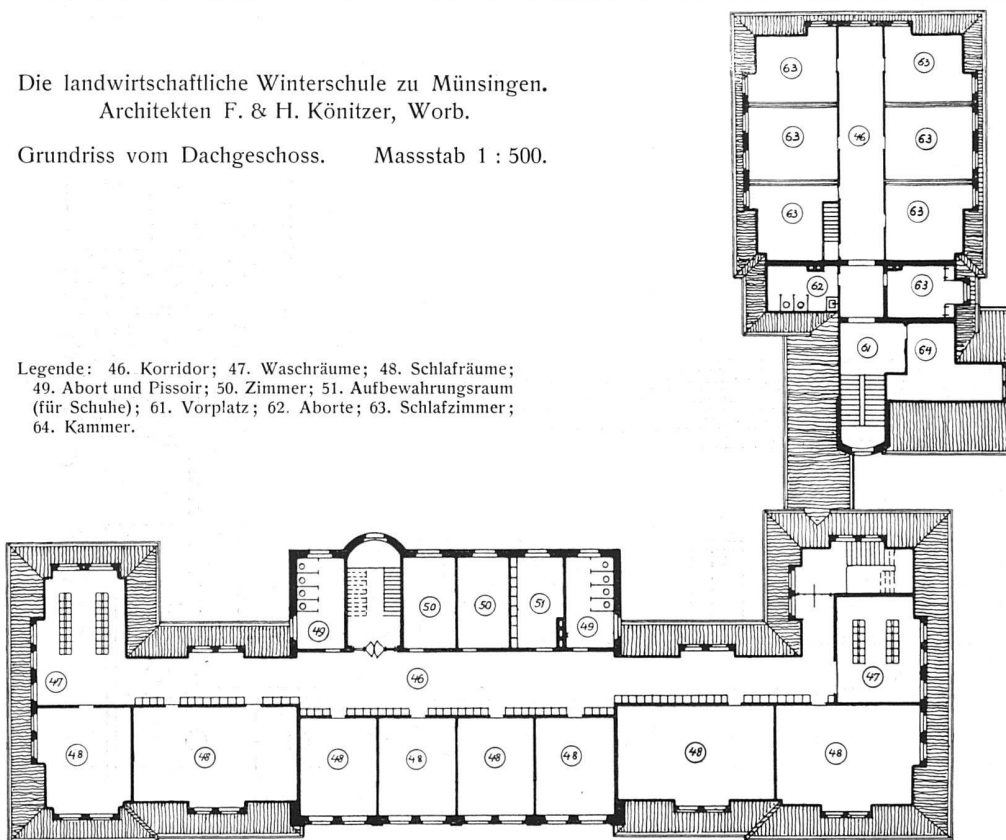 Die landwirtschaftliche Winterschule zu Münsingen.
Architekten F. & H. Könitzer, Worb.
Grundriss vom Dachgeschoss. Massstab 1 : 500.
63 63
63 46 63
63 63
62 63
61 64
Legende: 46. Korridor; 47. Waschräume; 48. Schlafräume;
49. Abort und Pissoir; 50. Zimmer; 51. Aufbewahrungsraum
(für Schuhe); 61. Vorplatz; 62. Aborte; 63. Schlafzimmer;
64. Kammer.
49 50 50 51 49
47 46 47
48 48 48 48 48 48 48 48